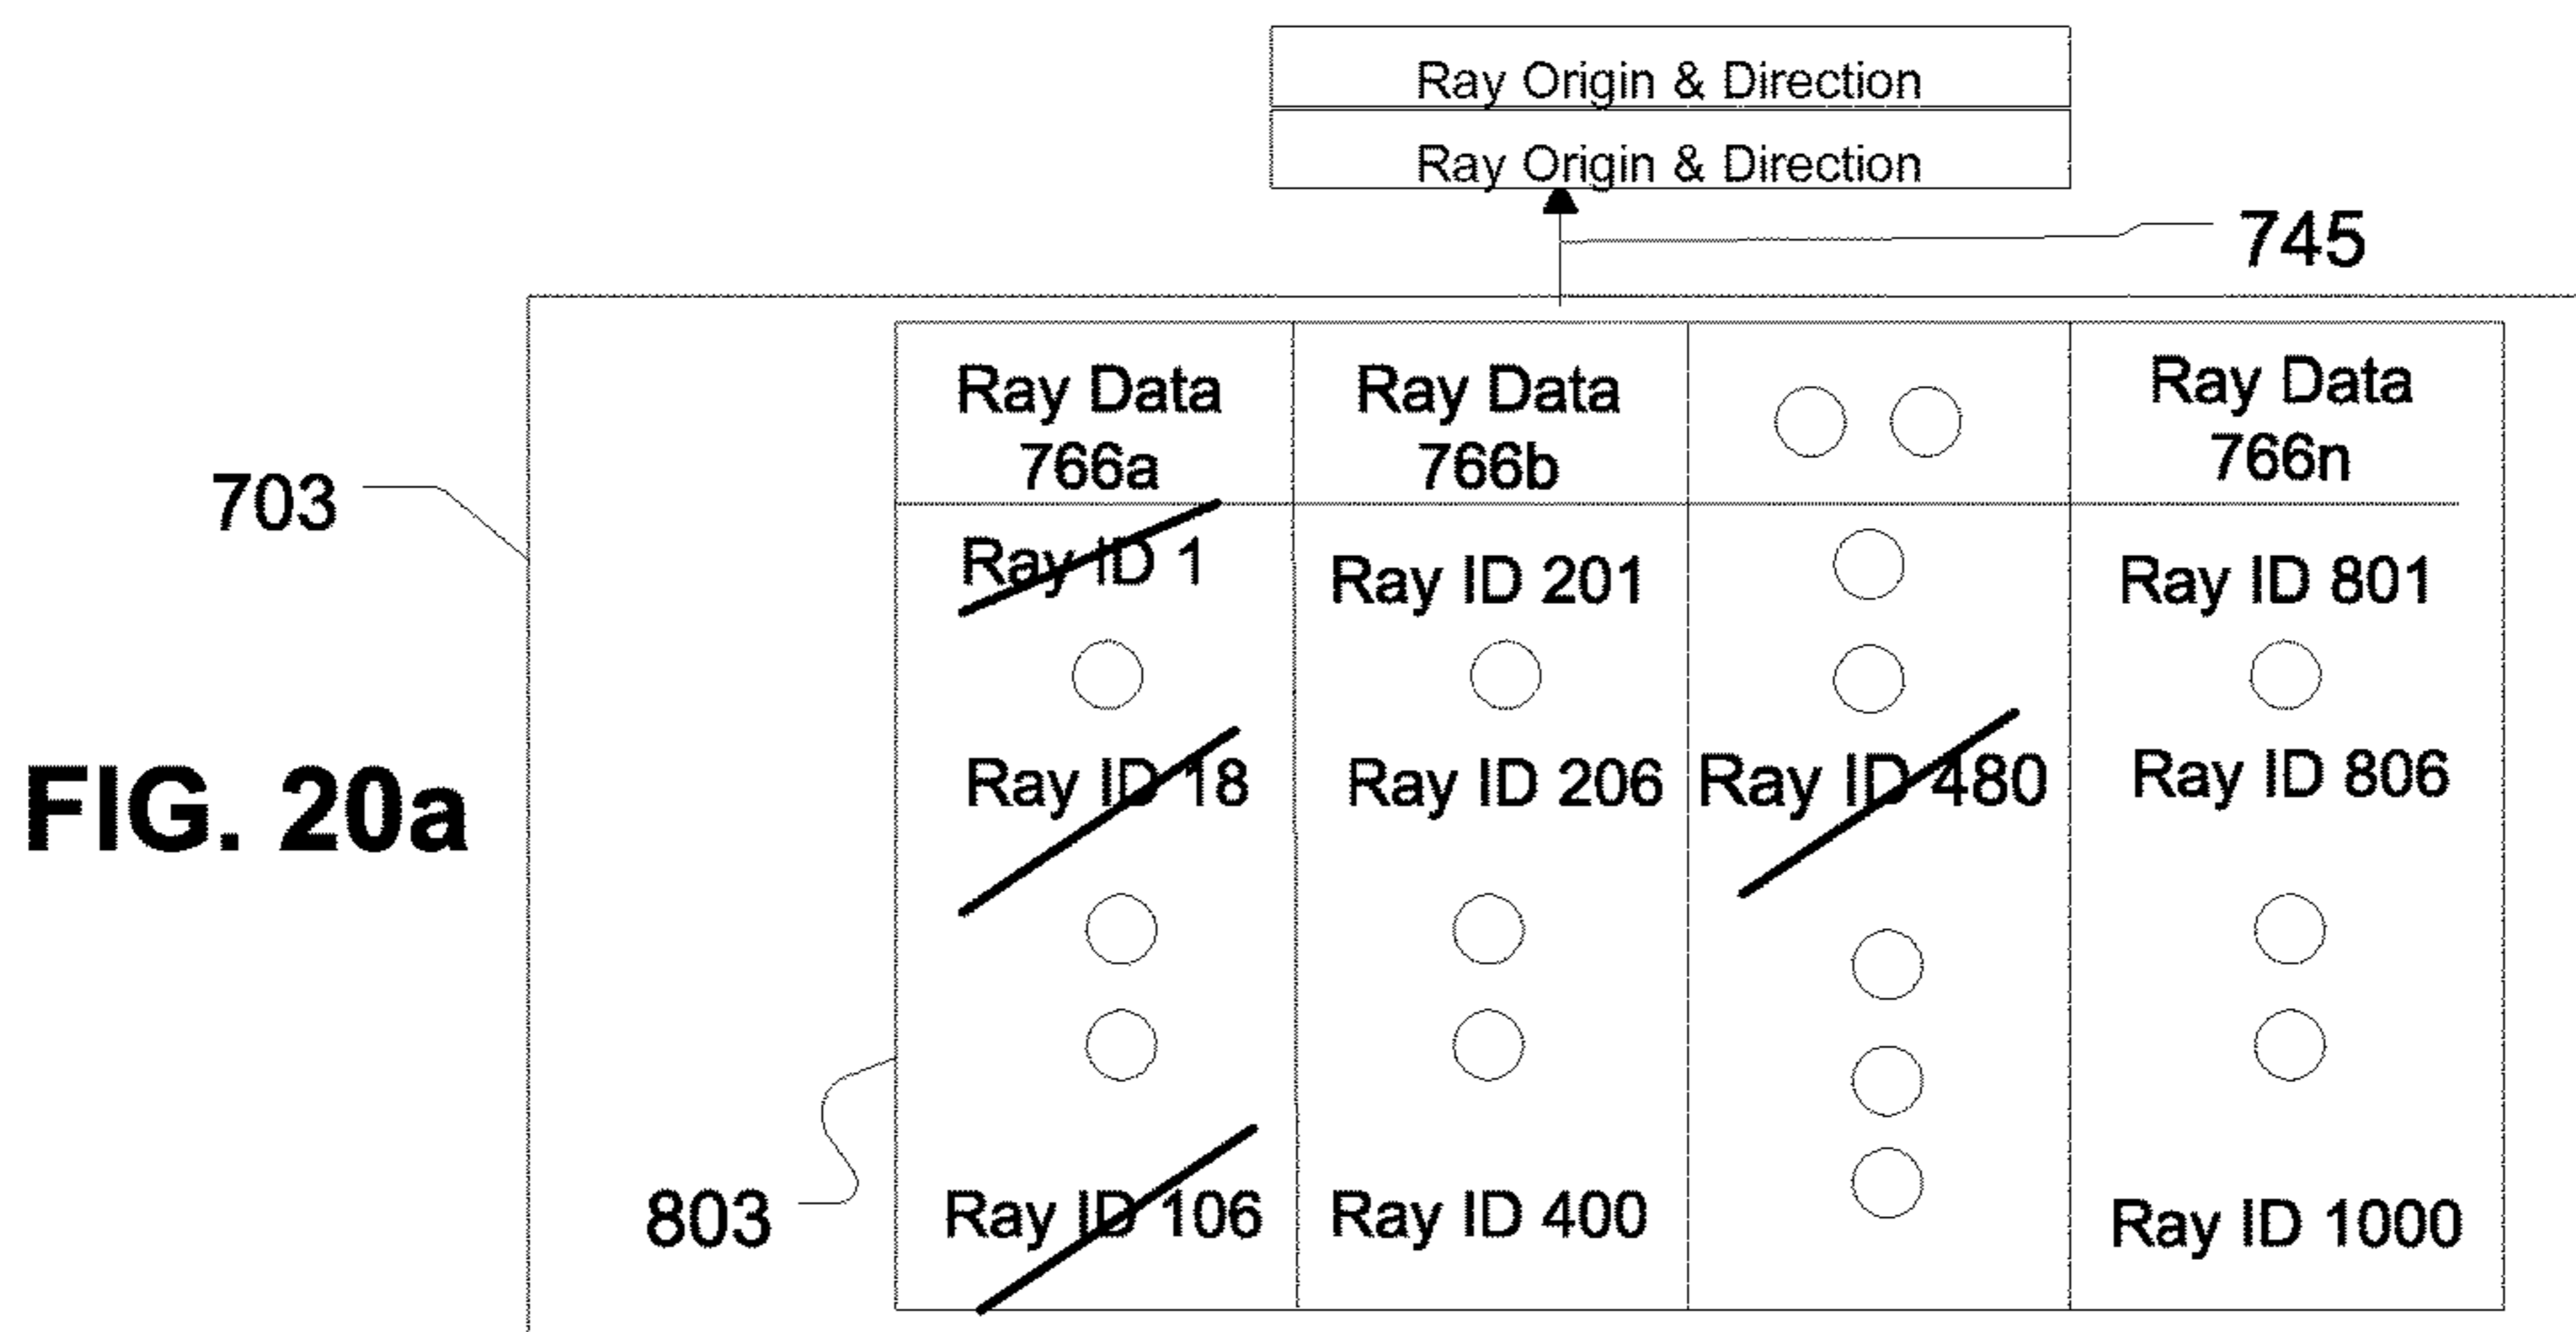 Ray Origin & Direction
Ray Origin & Direction
745
Ray Data
766a
Ray Data
766b
Ray Data
766n
703
Ray ID 1
Ray ID 201
Ray ID 801
FIG. 20a
Ray ID 18
Ray ID 206
Ray ID 480
Ray ID 806
803
Ray ID 106
Ray ID 400
Ray ID 1000